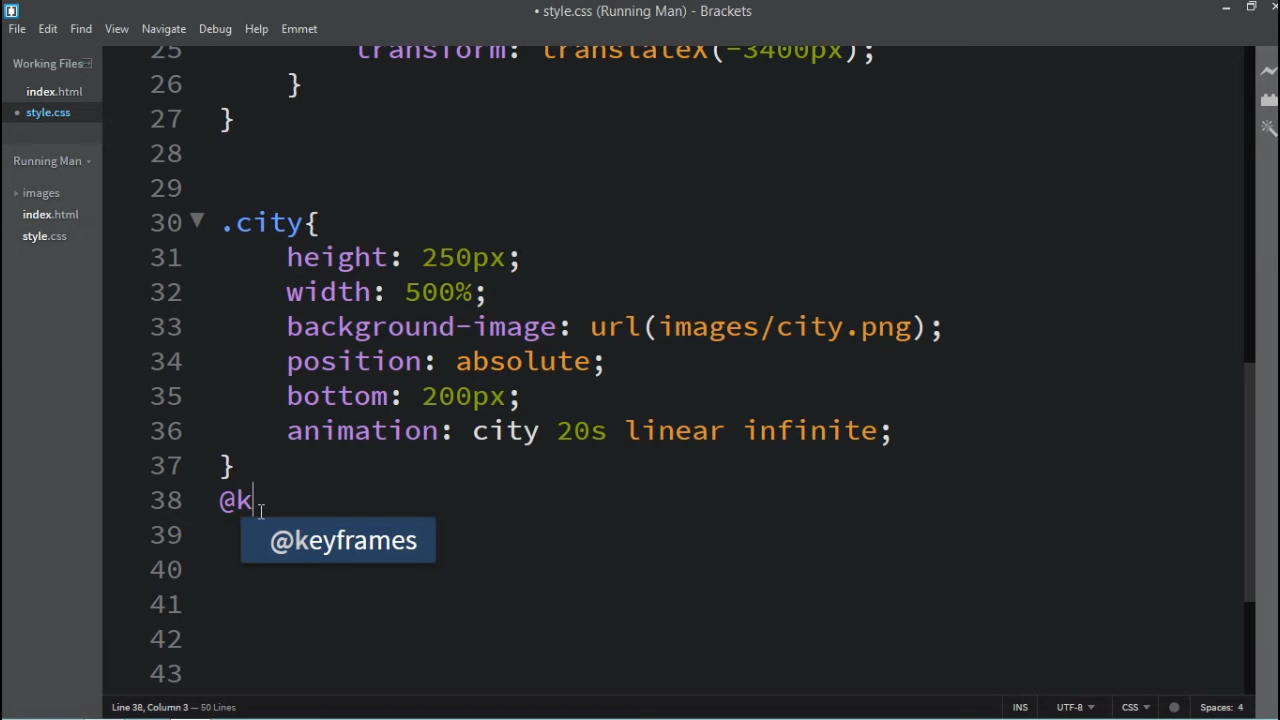 • style.css (Running Man) - Brackets
File Edit Find View Navigate Debug Help Emmet
Working Files
index.html
• style.css
Running Man
images
index.html
style.css
25 transform: translateX(-3400px);
26 }
27 }
28
29
30 .city{
31 height: 250px;
32 width: 500%;
33 background-image: url(images/city.png);
34 position: absolute;
35 bottom: 200px;
36 animation: city 20s linear infinite;
37 }
38 @k
39 @keyframes
40
41
42
43
Line 38, Column 3 — 50 Lines INS UTF-8 CSS Spaces: 4